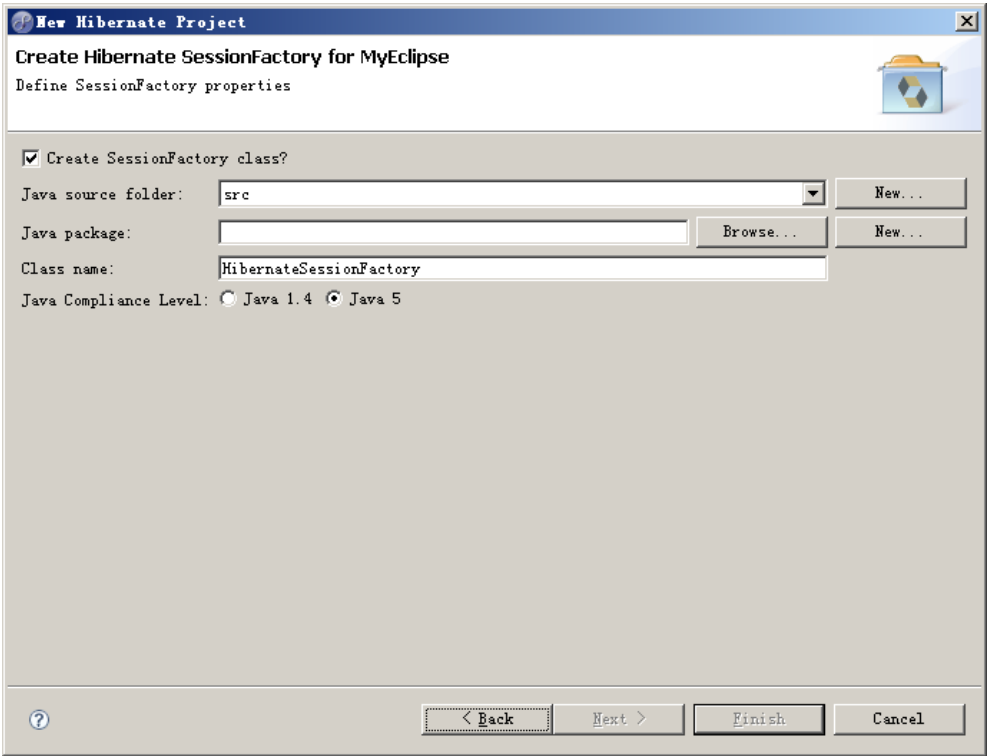 New Hibernate Project
Create Hibernate SessionFactory for MyEclipse
Define SessionFactory properties
Create SessionFactory class?
Java source folder: src New...
Java package: Browse... New...
Class name: HibernateSessionFactory
Java Compliance Level: Java 1.4 Java 5
? < Back Next > Finish Cancel